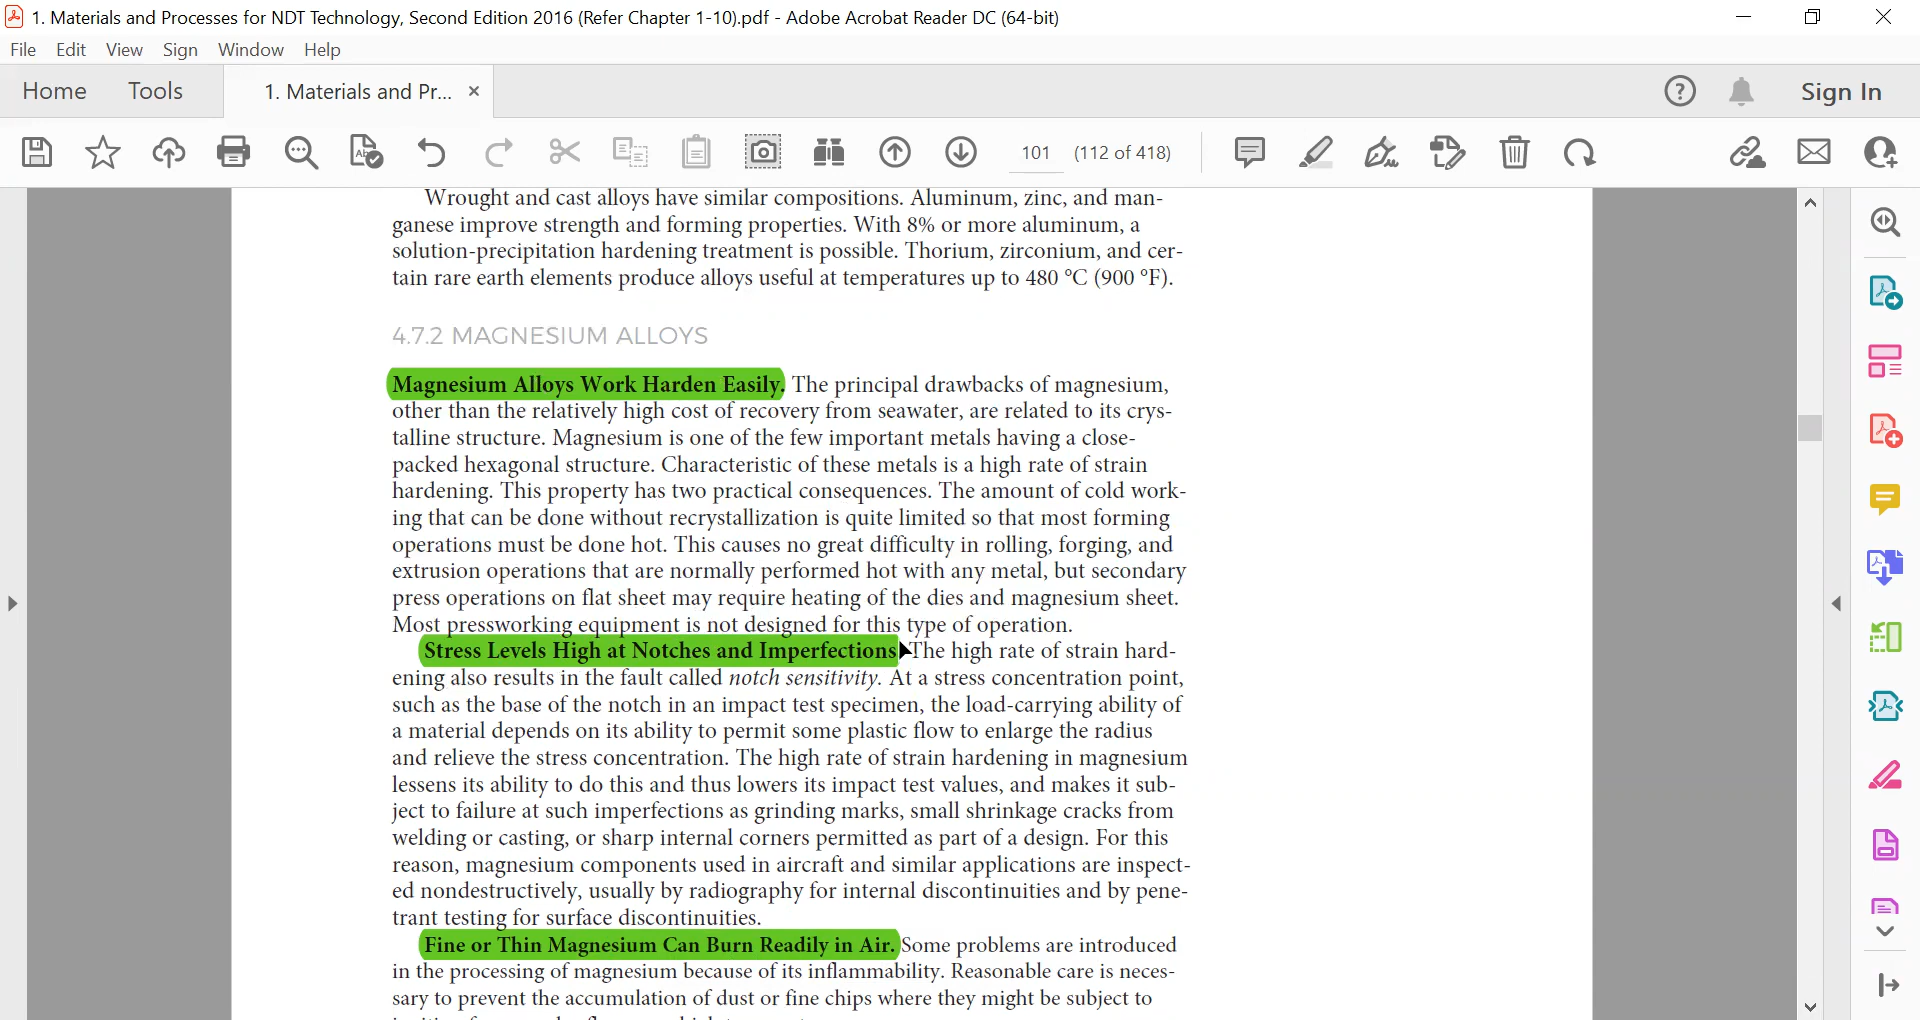 1. Materials and Processes for NDT Technology, Second Edition 2016 (Refer Chapter 1-10).pdf - Adobe Acrobat Reader DC (64-bit)
File Edit View Sign Window Help
Home Tools 1. Materials and Pr... × Sign In
101 (112 of 418)
Wrought and cast alloys have similar compositions. Aluminum, zinc, and man-
ganese improve strength and forming properties. With 8% or more aluminum, a
solution-precipitation hardening treatment is possible. Thorium, zirconium, and cer-
tain rare earth elements produce alloys useful at temperatures up to 480 °C (900 °F).
4.7.2 MAGNESIUM ALLOYS
Magnesium Alloys Work Harden Easily. The principal drawbacks of magnesium,
other than the relatively high cost of recovery from seawater, are related to its crys-
talline structure. Magnesium is one of the few important metals having a close-
packed hexagonal structure. Characteristic of these metals is a high rate of strain
hardening. This property has two practical consequences. The amount of cold work-
ing that can be done without recrystallization is quite limited so that most forming
operations must be done hot. This causes no great difficulty in rolling, forging, and
extrusion operations that are normally performed hot with any metal, but secondary
press operations on flat sheet may require heating of the dies and magnesium sheet.
Most pressworking equipment is not designed for this type of operation.
Stress Levels High at Notches and Imperfections The high rate of strain hard-
ening also results in the fault called notch sensitivity. At a stress concentration point,
such as the base of the notch in an impact test specimen, the load-carrying ability of
a material depends on its ability to permit some plastic flow to enlarge the radius
and relieve the stress concentration. The high rate of strain hardening in magnesium
lessens its ability to do this and thus lowers its impact test values, and makes it sub-
ject to failure at such imperfections as grinding marks, small shrinkage cracks from
welding or casting, or sharp internal corners permitted as part of a design. For this
reason, magnesium components used in aircraft and similar applications are inspect-
ed nondestructively, usually by radiography for internal discontinuities and by pene-
trant testing for surface discontinuities.
Fine or Thin Magnesium Can Burn Readily in Air. Some problems are introduced
in the processing of magnesium because of its inflammability. Reasonable care is neces-
sary to prevent the accumulation of dust or fine chips where they might be subject to